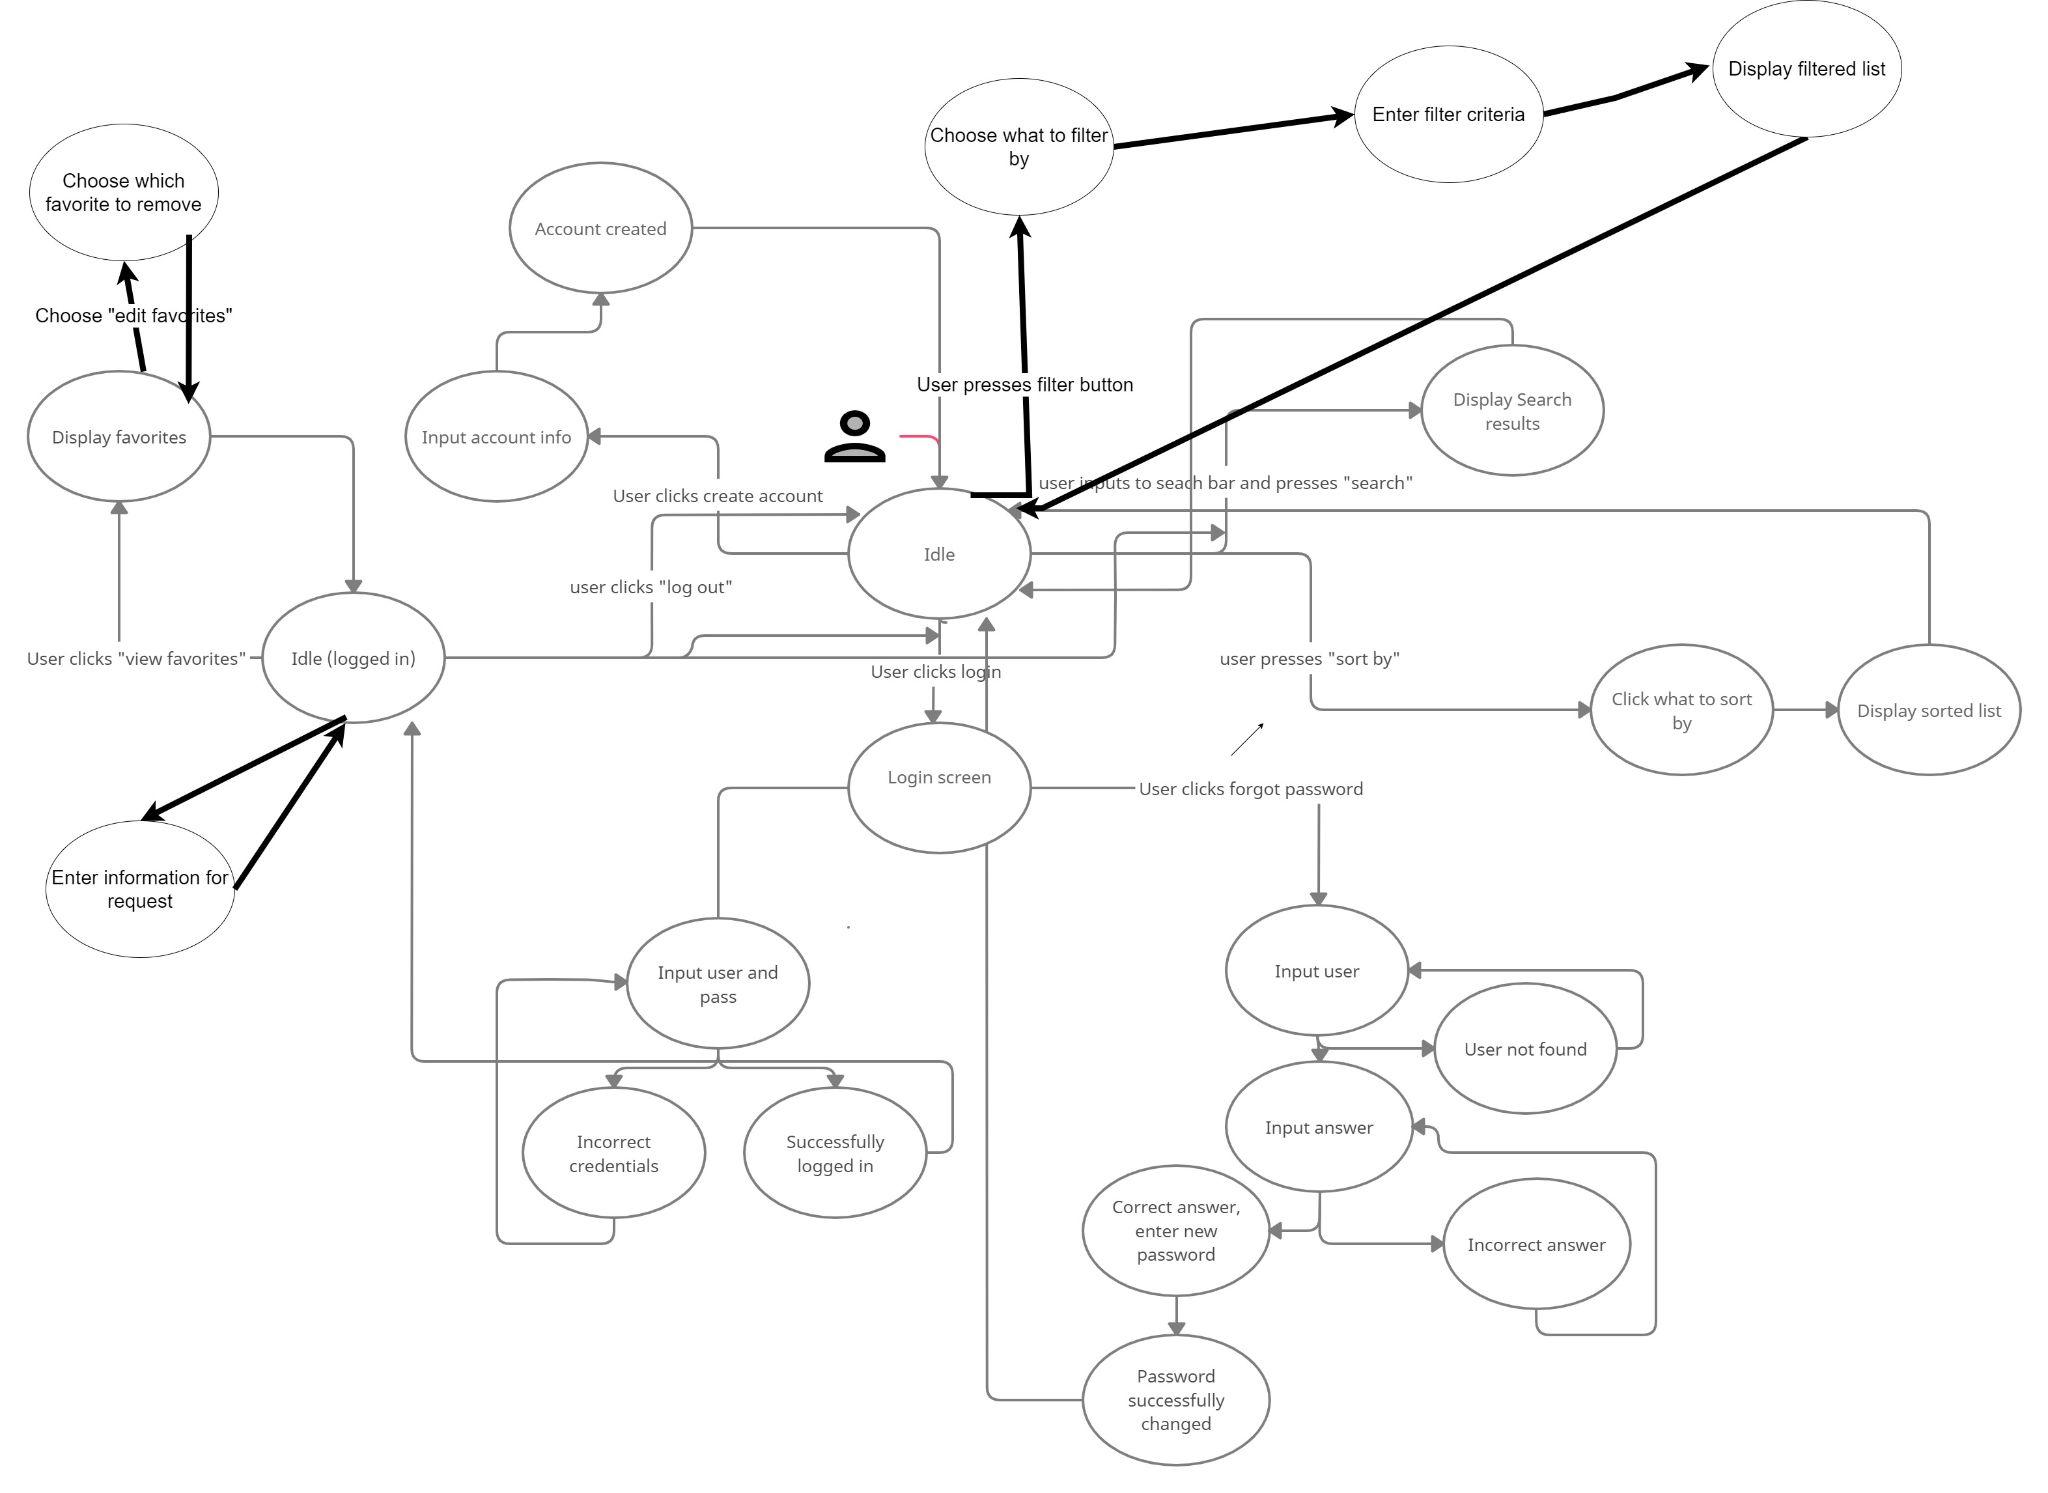 Display filtered list
Enter filter criteria
Choose what to filter
by
Choose which
favorite to remove
Account created
Choose "edit favorites"
User presses filter button
Display Search
results
Display favorites
Input account info
user inputs to seach bar and presses "search"
User clicks create account
Idle
user clicks "log out"
User clicks "view favorites"
Idle (logged in)
User clicks login
user presses "sort by"
Click what to sort
by
Display sorted list
Login screen
User clicks forgot password
Enter information for
request
Input user and
pass
Input user
User not found
Input answer
Incorrect
credentials
Successfully
logged in
Correct answer,
enter new
password
Incorrect answer
Password
successfully
changed